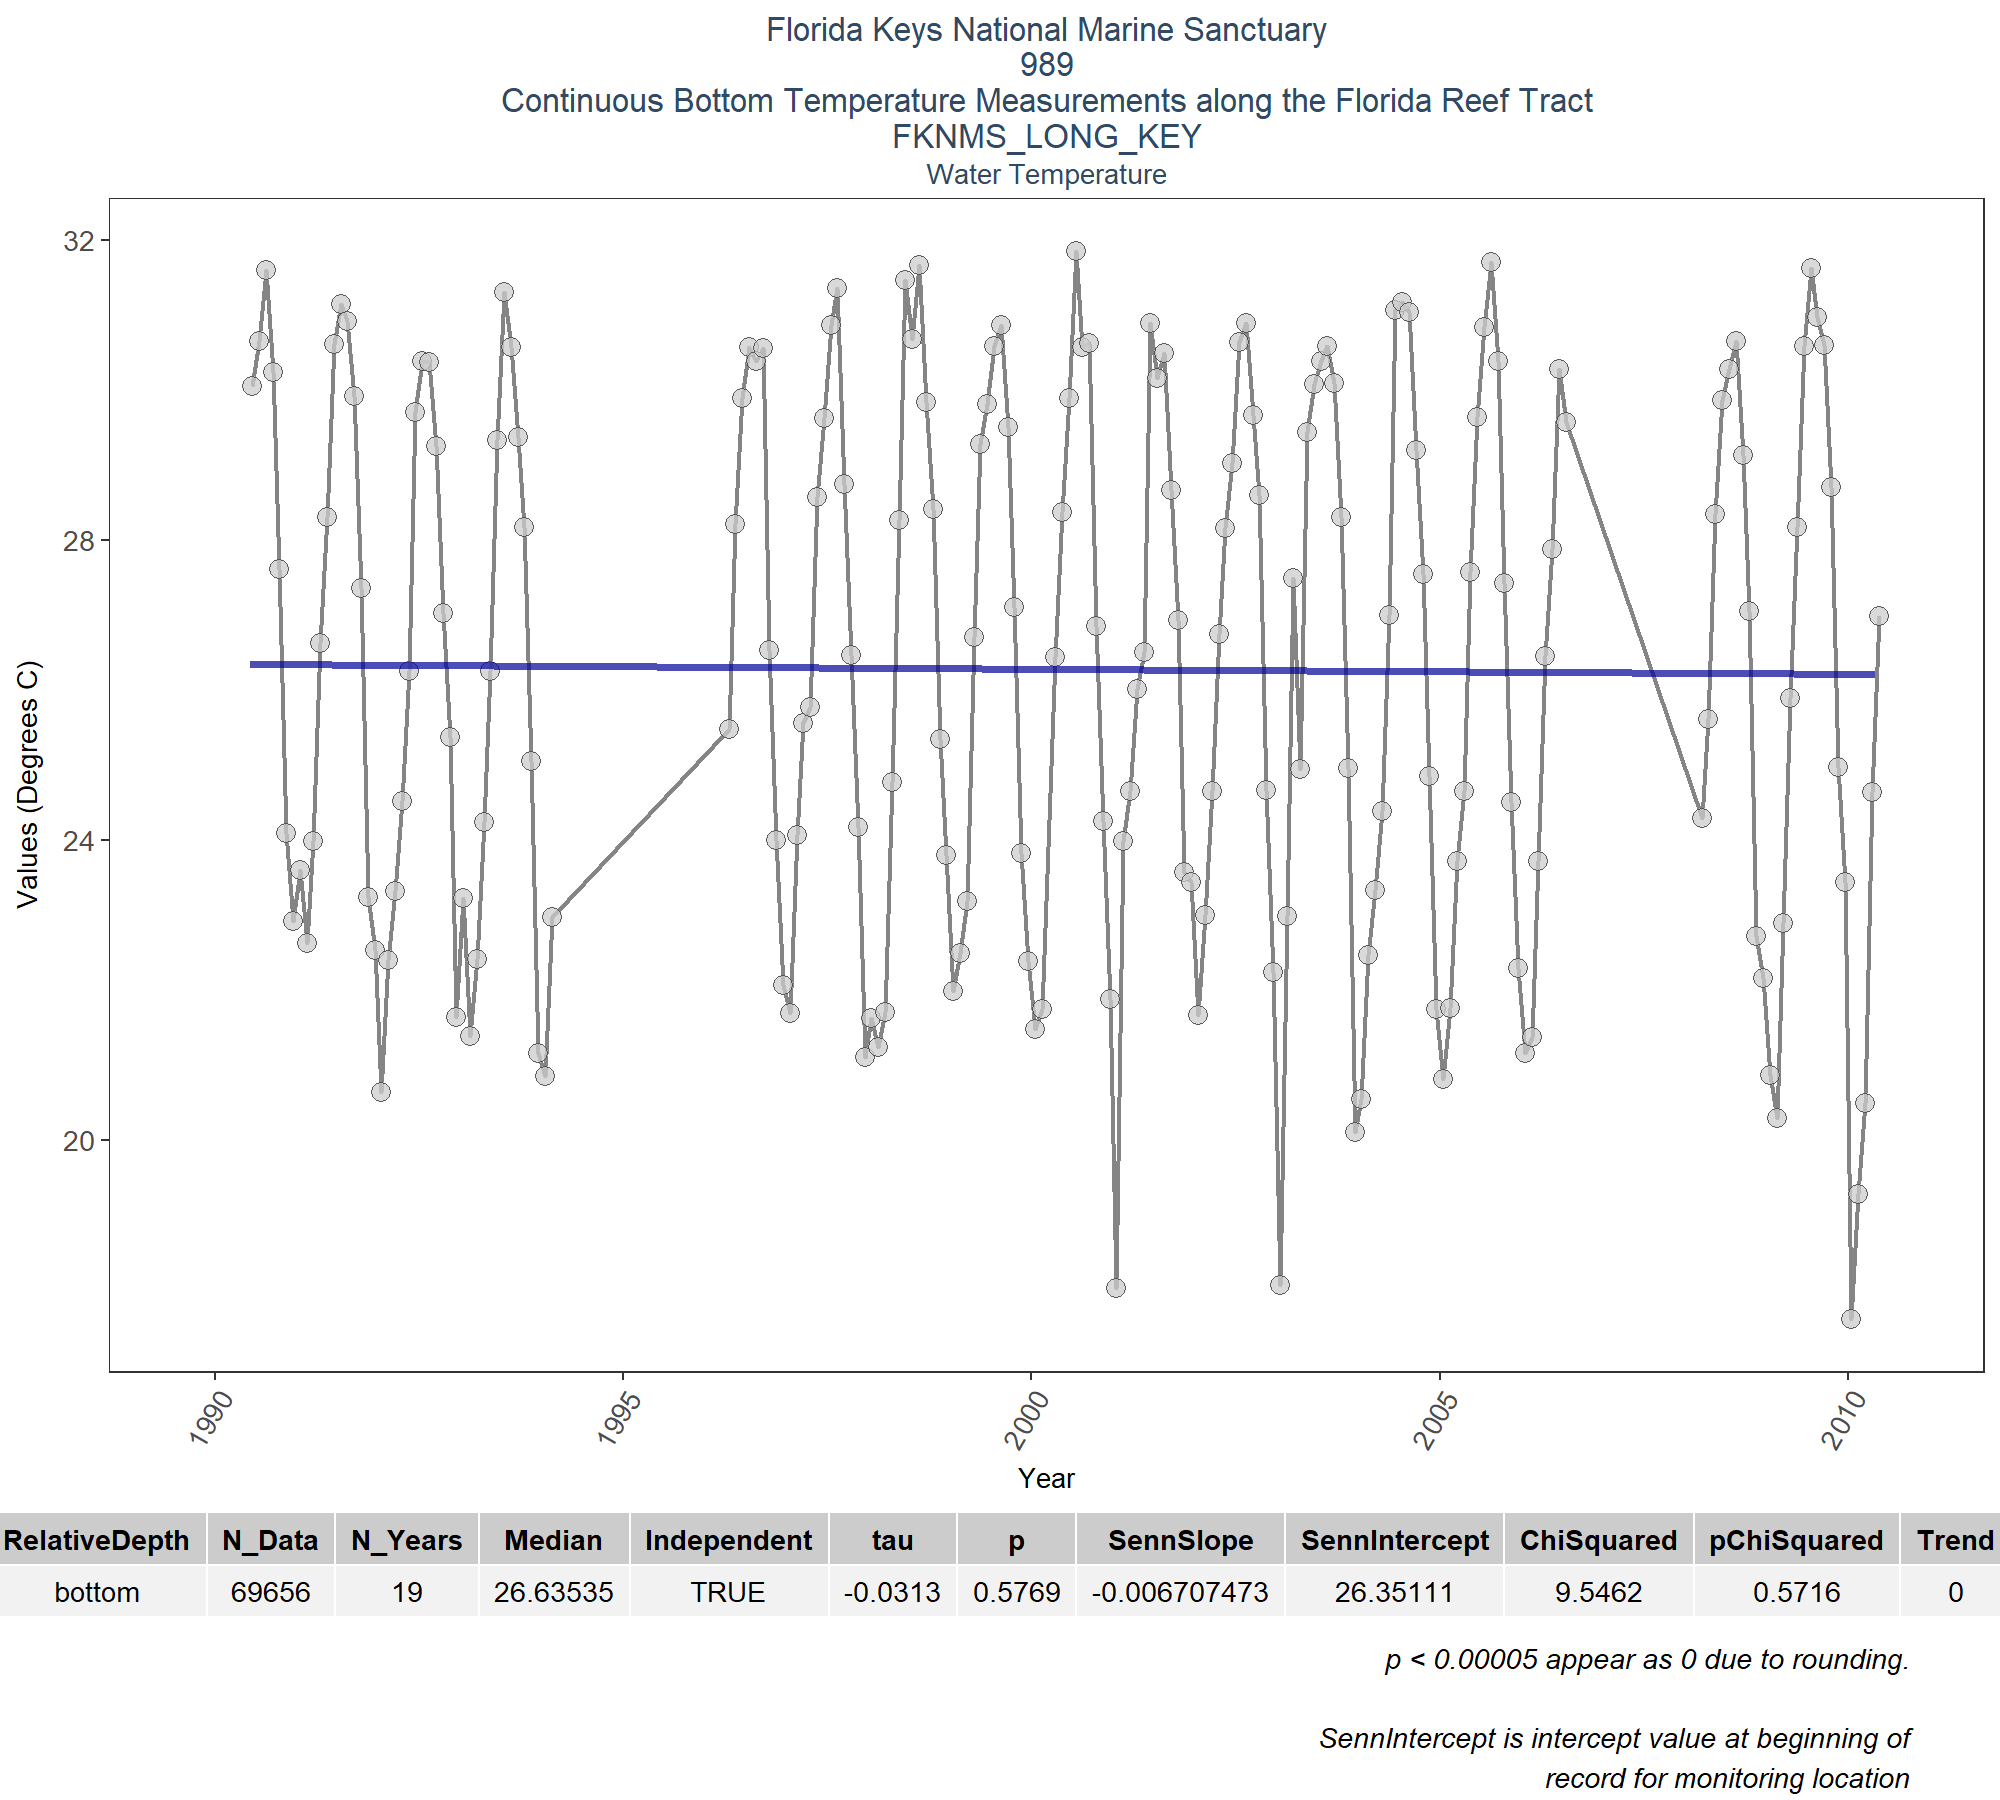 Florida Keys National Marine Sanctuary
989
Continuous Bottom Temperature Measurements along the Florida Reef Tract
FKNMS_LONG_KEY
Water Temperature
32
28
24
20
Values (Degrees C)
1990
1995
2000
2005
2010
Year
RelativeDepth N_Data N_Years Median Independent tau p SennSlope SennIntercept ChiSquared pChiSquared Trend
bottom 69656 19 26.63535 TRUE -0.0313 0.5769 -0.006707473 26.35111 9.5462 0.5716 0
p < 0.00005 appear as 0 due to rounding.
SennIntercept is intercept value at beginning of
record for monitoring location